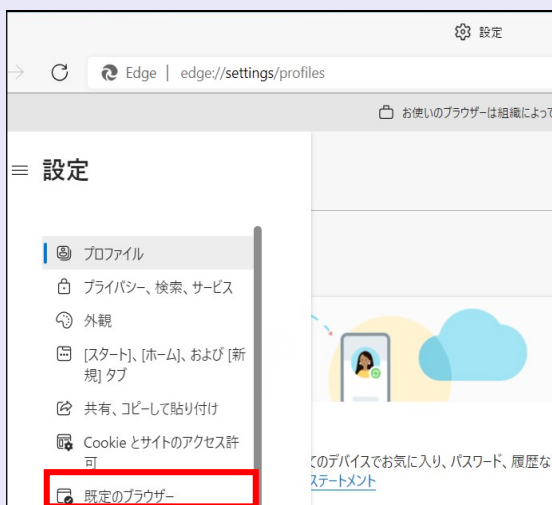 設定
Edge | edge://settings/profiles
お使いのブラウザーは組織によって
設定
プロファイル
プライバシー、検索、サービス
外観
[スタート]、[ホーム]、および [新
規] タブ
共有、コピーして貼り付け
Cookie とサイトのアクセス許
可
既定のブラウザー
てのデバイスでお気に入り、パスワード、履歴な
ステートメント